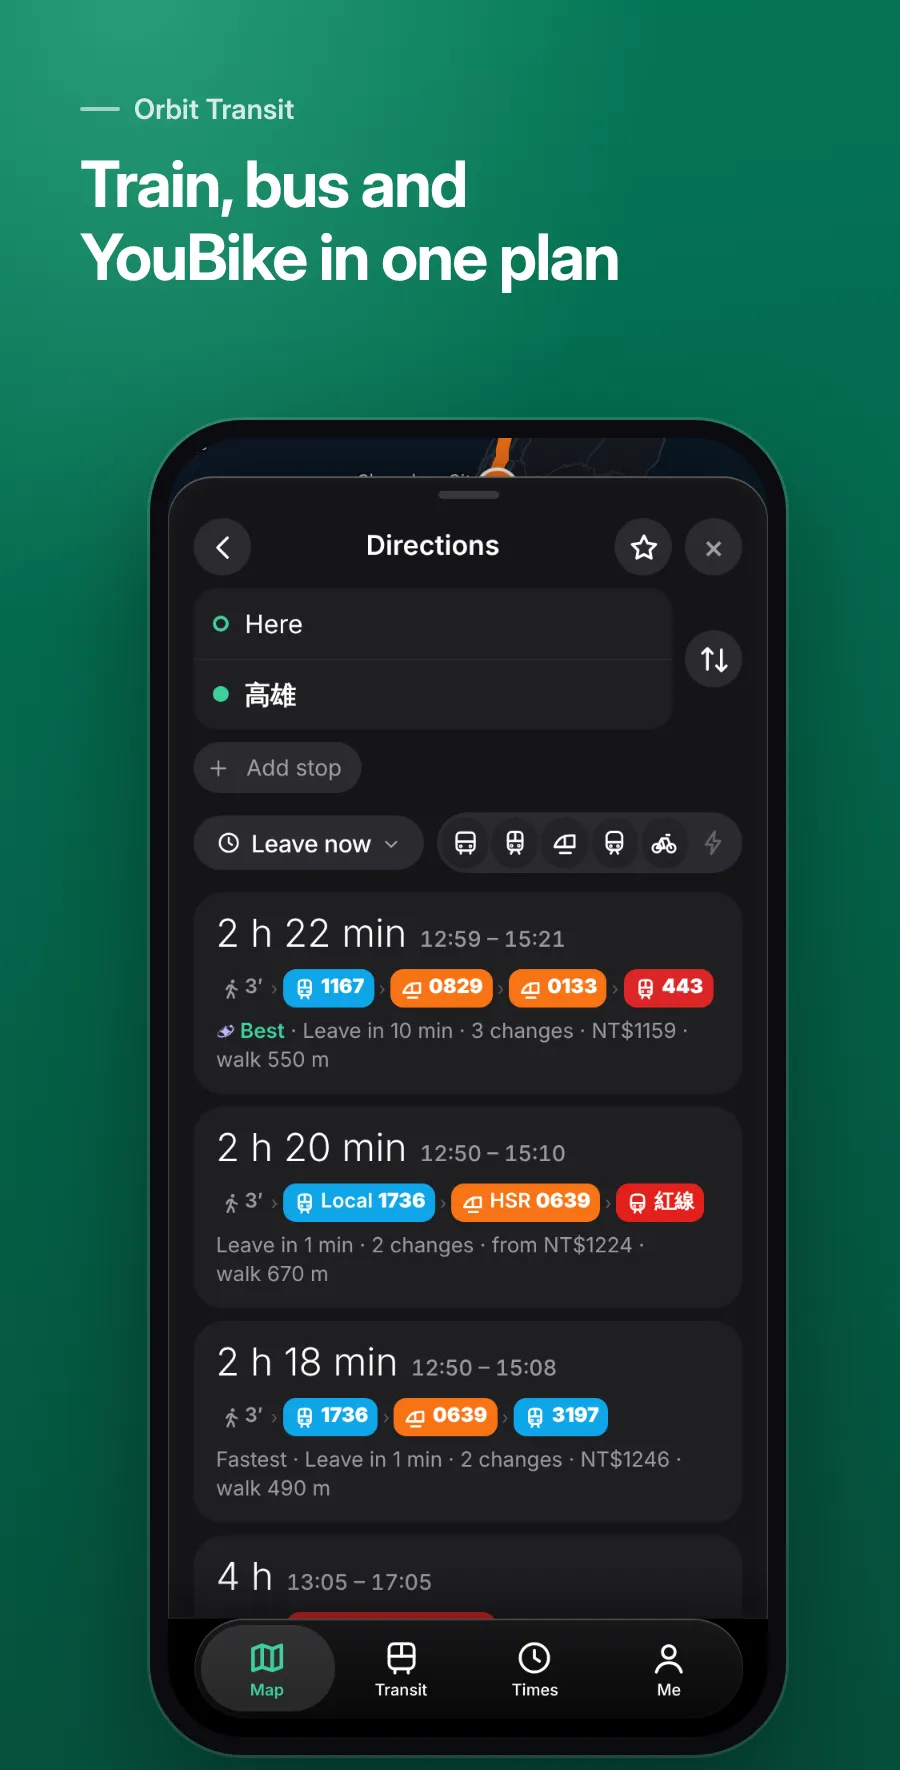 Orbit Transit
Train, bus and
YouBike in one plan
Directions
Here
高雄
Add stop
Leave now
2 h 22 min 12:59 – 15:21
3′ › 1167 › 0829 › 0133 › 443
Best · Leave in 10 min · 3 changes · NT$1159 ·
walk 550 m
2 h 20 min 12:50 – 15:10
3′ › Local 1736 › HSR 0639 › 紅線
Leave in 1 min · 2 changes · from NT$1224 ·
walk 670 m
2 h 18 min 12:50 – 15:08
3′ › 1736 › 0639 › 3197
Fastest · Leave in 1 min · 2 changes · NT$1246 ·
walk 490 m
4 h 13:05 – 17:05
Map Transit Times Me